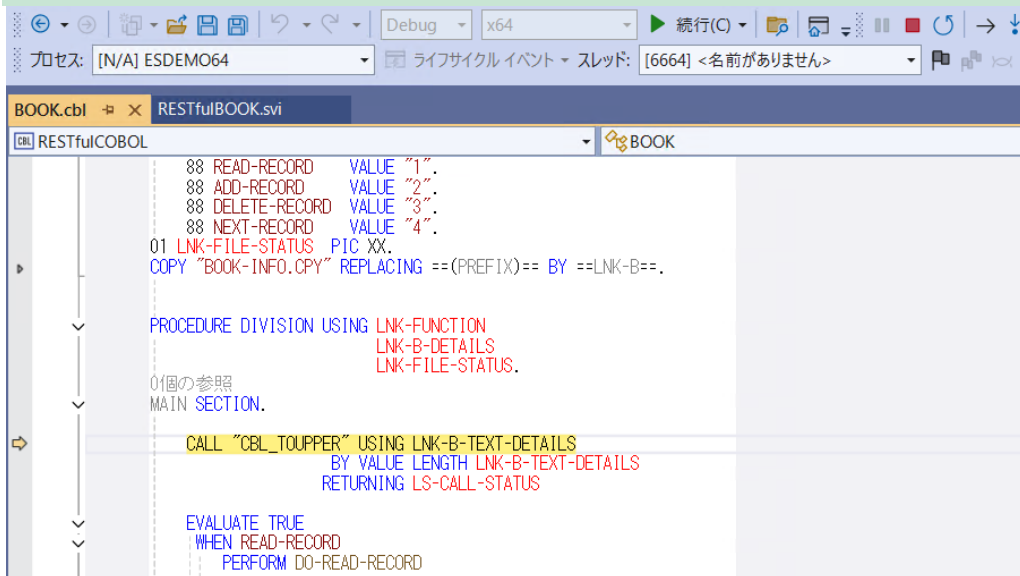 Debug x64 続行(C)
プロセス: [N/A] ESDEMO64 ライフサイクル イベント スレッド: [6664] <名前がありません>
BOOK.cbl RESTfulBOOK.svi
CBL RESTfulCOBOL BOOK
88 READ-RECORD VALUE "1".
88 ADD-RECORD VALUE "2".
88 DELETE-RECORD VALUE "3".
88 NEXT-RECORD VALUE "4".
01 LNK-FILE-STATUS PIC XX.
COPY "BOOK-INFO.CPY" REPLACING ==(PREFIX)== BY ==LNK-B==.
PROCEDURE DIVISION USING LNK-FUNCTION
LNK-B-DETAILS
LNK-FILE-STATUS.
0個の参照
MAIN SECTION.
CALL "CBL_TOUPPER" USING LNK-B-TEXT-DETAILS
BY VALUE LENGTH LNK-B-TEXT-DETAILS
RETURNING LS-CALL-STATUS
EVALUATE TRUE
WHEN READ-RECORD
PERFORM DO-READ-RECORD